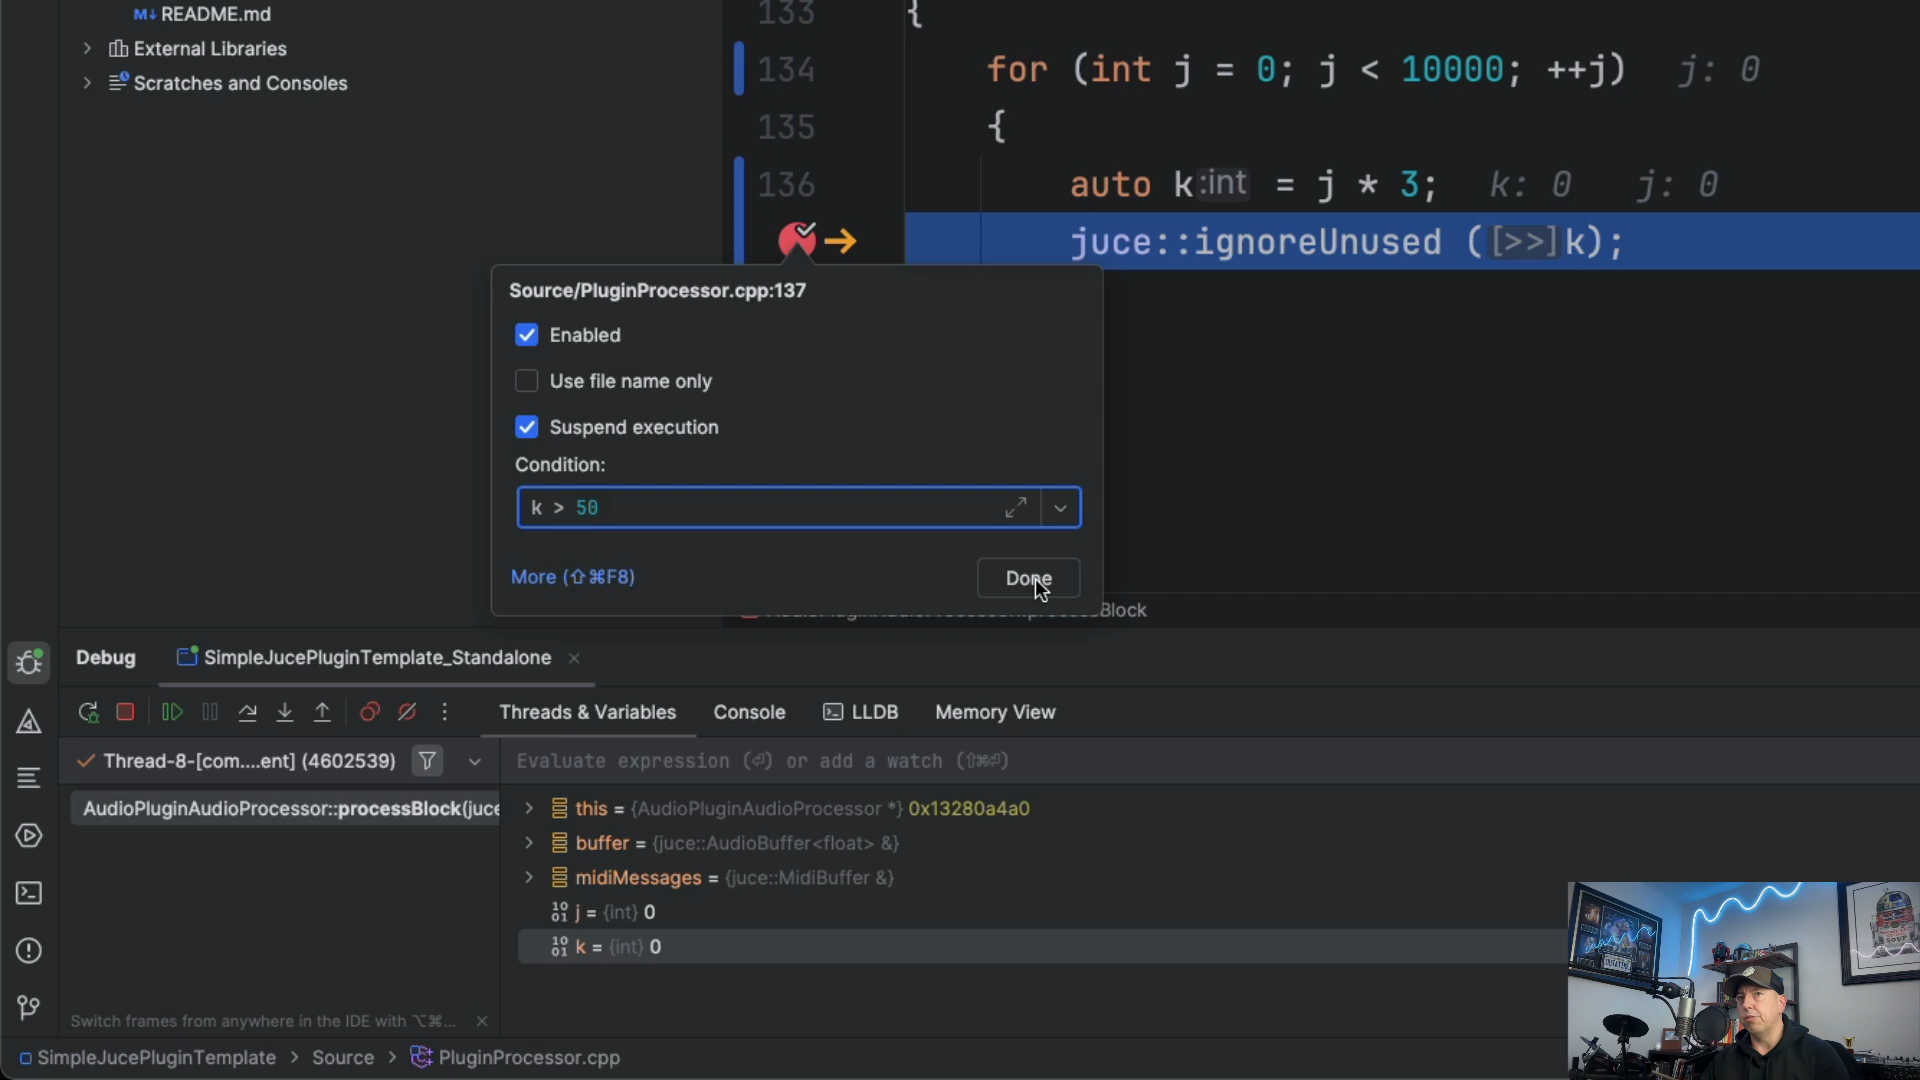 README.md
External Libraries
Scratches and Consoles
133 {
134 for (int j = 0; j < 10000; ++j) j: 0
135 {
136 auto k:int = j * 3; k: 0 j: 0
juce::ignoreUnused ([>>]k);
Source/PluginProcessor.cpp:137
Enabled
Use file name only
Suspend execution
Condition:
k > 50
More (⇧⌘F8)
Done
Block
Debug
SimpleJucePluginTemplate_Standalone
Threads & Variables
Console
LLDB
Memory View
Thread-8-[com....ent] (4602539)
Evaluate expression (⏎) or add a watch (⇧⌘⏎)
AudioPluginAudioProcessor::processBlock(juce
this = {AudioPluginAudioProcessor *} 0x13280a4a0
buffer = {juce::AudioBuffer<float> &}
midiMessages = {juce::MidiBuffer &}
j = {int} 0
k = {int} 0
Switch frames from anywhere in the IDE with ⌥⌘...
SimpleJucePluginTemplate > Source > PluginProcessor.cpp